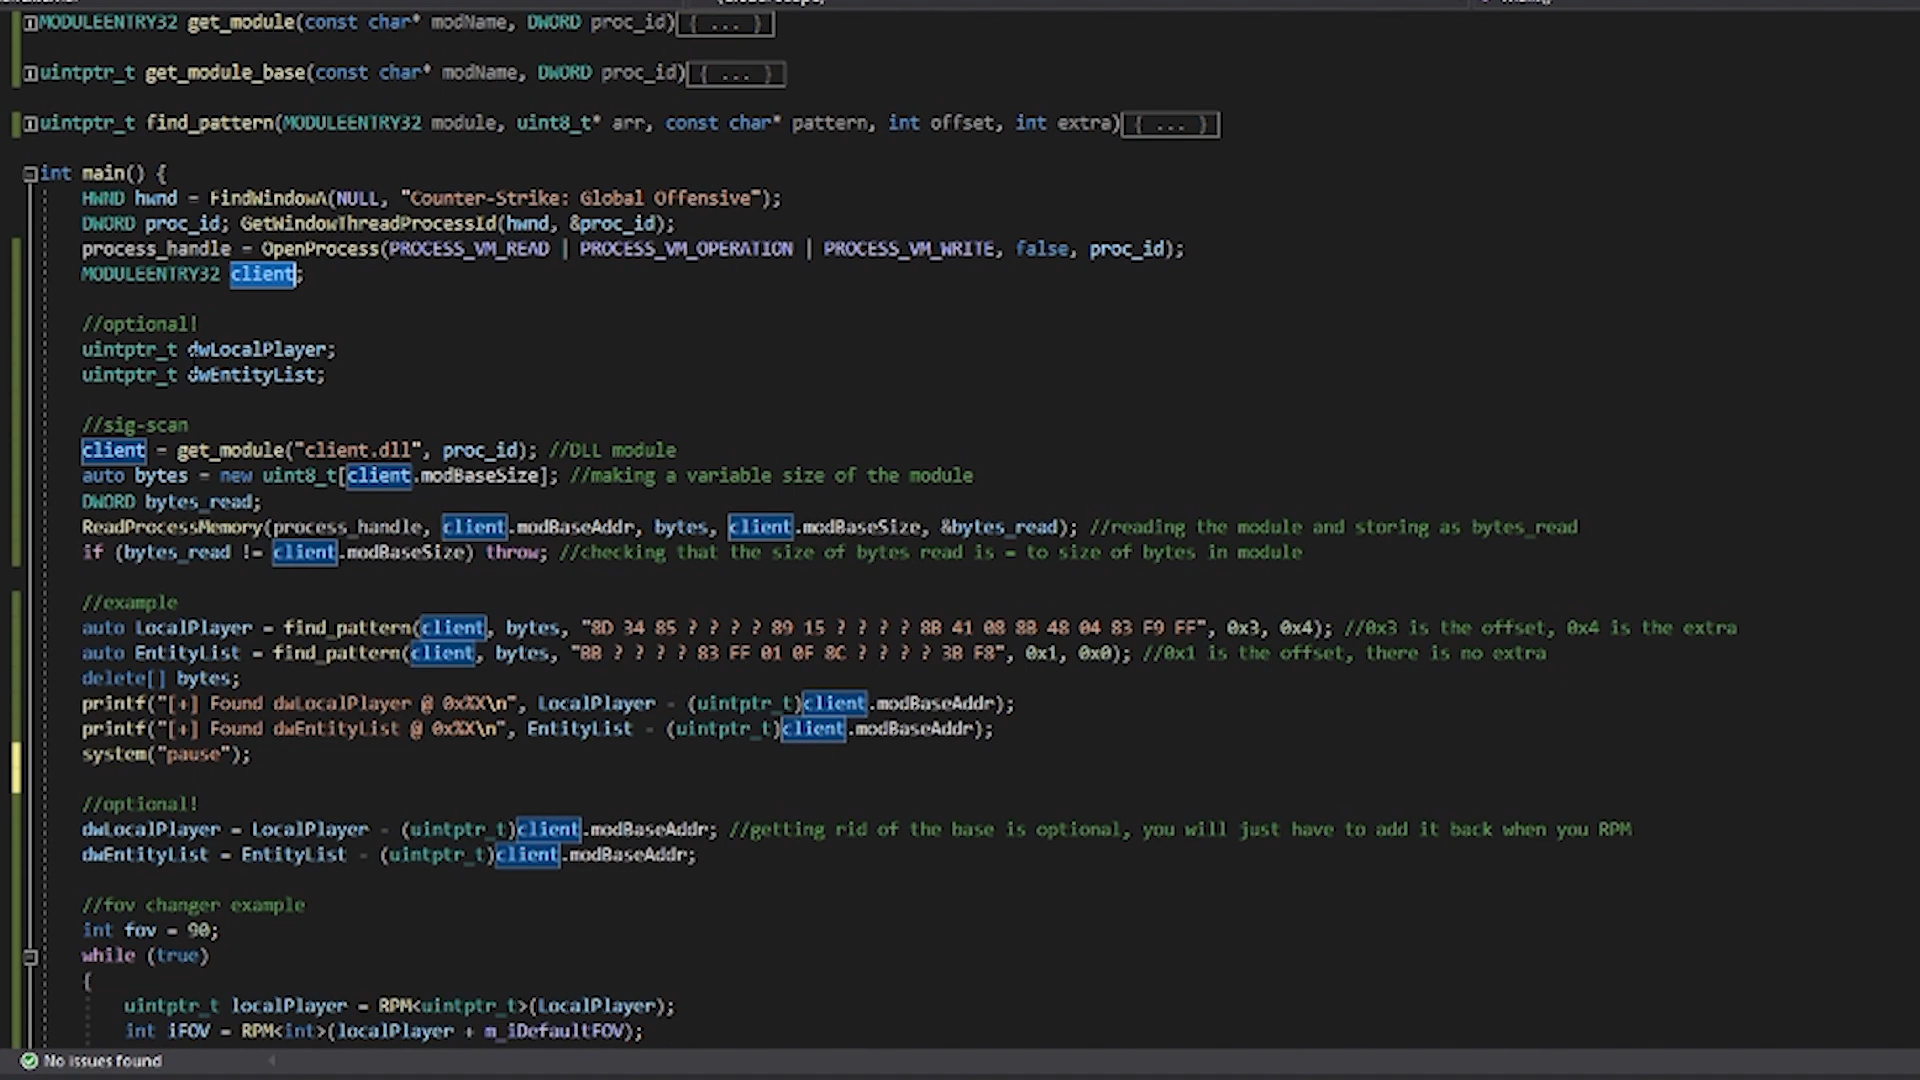 MODULEENTRY32 get_module(const char* modName, DWORD proc_id){ ... }
uintptr_t get_module_base(const char* modName, DWORD proc_id){ ... }
uintptr_t find_pattern(MODULEENTRY32 module, uint8_t* arr, const char* pattern, int offset, int extra){ ... }
int main() {
HWND hwnd = FindWindowA(NULL, "Counter-Strike: Global Offensive");
DWORD proc_id; GetWindowThreadProcessId(hwnd, &proc_id);
process_handle = OpenProcess(PROCESS_VM_READ | PROCESS_VM_OPERATION | PROCESS_VM_WRITE, false, proc_id);
MODULEENTRY32 client;
//optional!
uintptr_t dwLocalPlayer;
uintptr_t dwEntityList;
//sig-scan
client = get_module("client.dll", proc_id); //DLL module
auto bytes = new uint8_t[client.modBaseSize]; //making a variable size of the module
DWORD bytes_read;
ReadProcessMemory(process_handle, client.modBaseAddr, bytes, client.modBaseSize, &bytes_read); //reading the module and storing as bytes_read
if (bytes_read != client.modBaseSize) throw; //checking that the size of bytes read is = to size of bytes in module
//example
auto LocalPlayer = find_pattern(client, bytes, "8D 34 85 ? ? ? ? 89 15 ? ? ? ? 8B 41 08 8B 48 04 83 F9 FF", 0x3, 0x4); //0x3 is the offset, 0x4 is the extra
auto EntityList = find_pattern(client, bytes, "BB ? ? ? ? 83 FF 01 0F 8C ? ? ? ? 3B F8", 0x1, 0x0); //0x1 is the offset, there is no extra
delete[] bytes;
printf("[+] Found dwLocalPlayer @ 0x%X\n", LocalPlayer - (uintptr_t)client.modBaseAddr);
printf("[+] Found dwEntityList @ 0x%X\n", EntityList - (uintptr_t)client.modBaseAddr);
system("pause");
//optional!
dwLocalPlayer = LocalPlayer - (uintptr_t)client.modBaseAddr; //getting rid of the base is optional, you will just have to add it back when you RPM
dwEntityList = EntityList - (uintptr_t)client.modBaseAddr;
//fov changer example
int fov = 90;
while (true)
{
uintptr_t localPlayer = RPM<uintptr_t>(LocalPlayer);
int iFOV = RPM<int>(localPlayer + m_iDefaultFOV);
No issues found